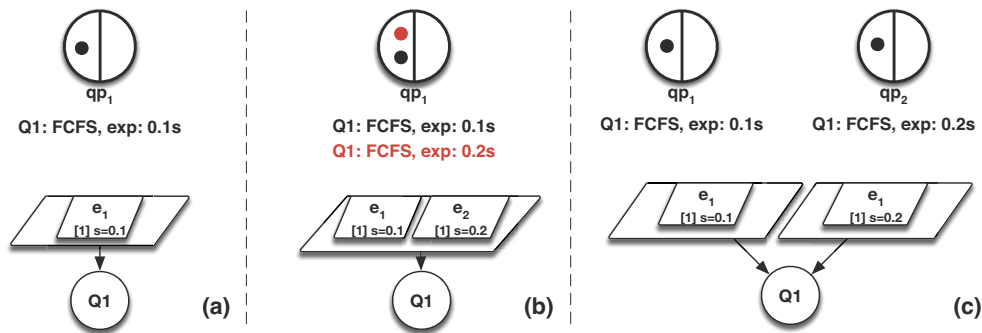 qp1
Q1: FCFS, exp: 0.1s
e1
[1] s=0.1
Q1
(a)
qp1
Q1: FCFS, exp: 0.1s
Q1: FCFS, exp: 0.2s
e1
[1] s=0.1
e2
[1] s=0.2
Q1
(b)
qp1
Q1: FCFS, exp: 0.1s
qp2
Q1: FCFS, exp: 0.2s
e1
[1] s=0.1
e1
[1] s=0.2
Q1
(c)